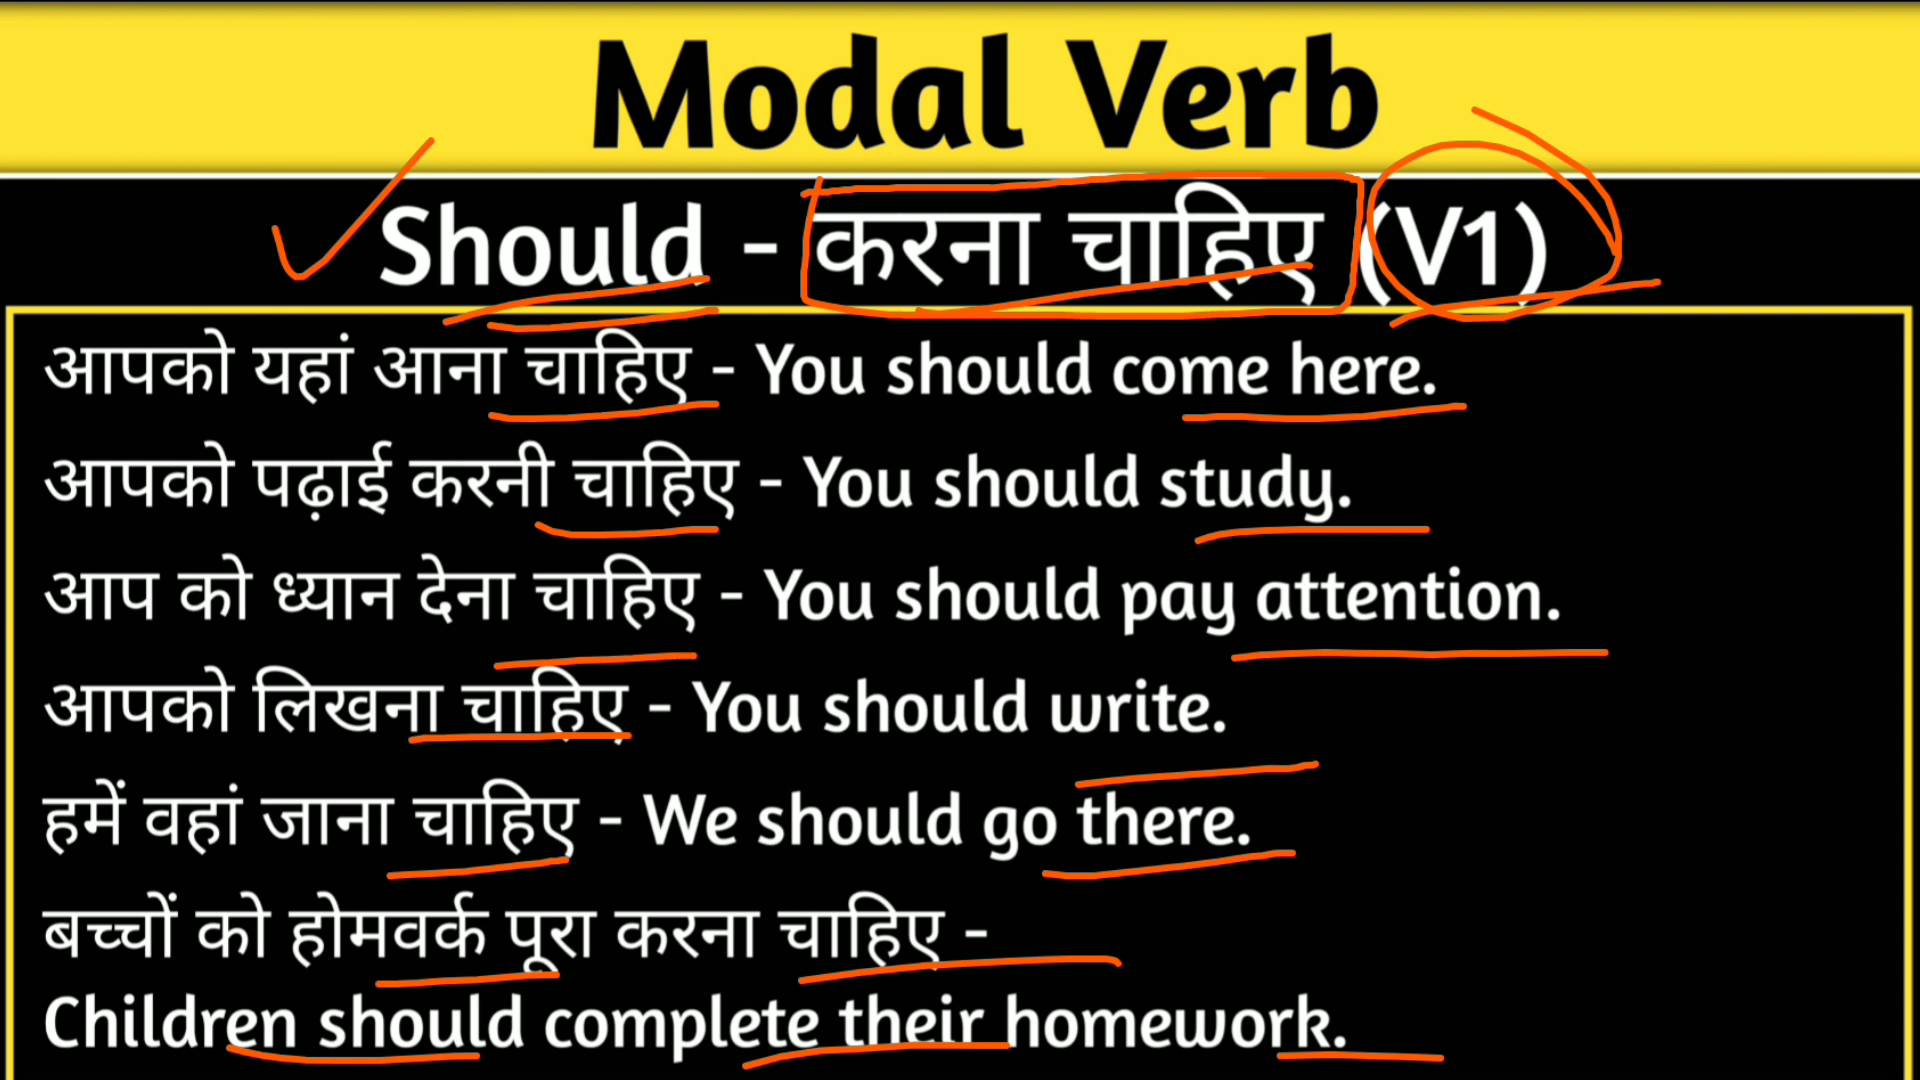 Modal Verb
Should - करना चाहिए (V1)
आपको यहां आना चाहिए - You should come here.
आपको पढ़ाई करनी चाहिए - You should study.
आप को ध्यान देना चाहिए - You should pay attention.
आपको लिखना चाहिए - You should write.
हमें वहां जाना चाहिए - We should go there.
बच्चों को होमवर्क पूरा करना चाहिए -
Children should complete their homework.